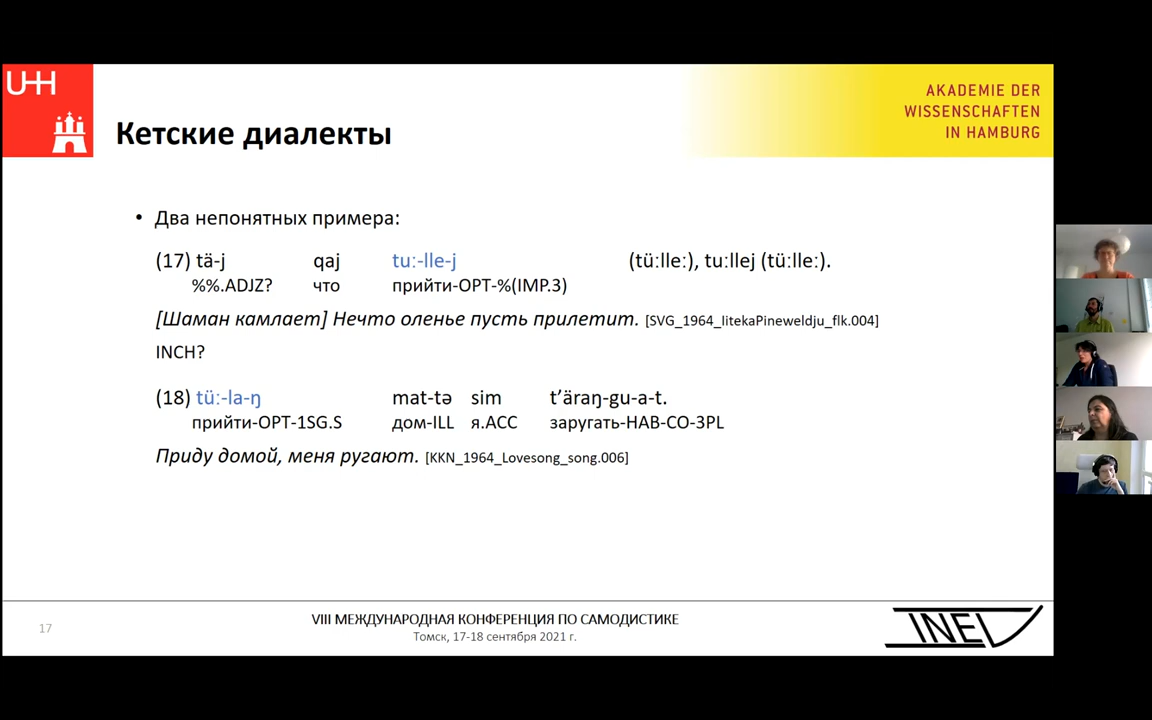 UHH
AKADEMIE DER
WISSENSCHAFTEN
IN HAMBURG
Кетские диалекты
• Два непонятных примера:
(17) tä-j qaj tuː-lle-j (tüːlleː), tuːllej (tüːlleː).
%%.ADJZ? что прийти-OPT-%(IMP.3)
[Шаман камлает] Нечто оленье пусть прилетит. [SVG_1964_IitekaPineweldju_flk.004]
INCH?
(18) tüː-la-ŋ mat-tə sim t’äraŋ-gu-a-t.
прийти-OPT-1SG.S дом-ILL я.ACC заругать-HAB-CO-3PL
Приду домой, меня ругают. [KKN_1964_Lovesong_song.006]
17
VIII МЕЖДУНАРОДНАЯ КОНФЕРЕНЦИЯ ПО САМОДИСТИКЕ
Томск, 17-18 сентября 2021 г.
INEL